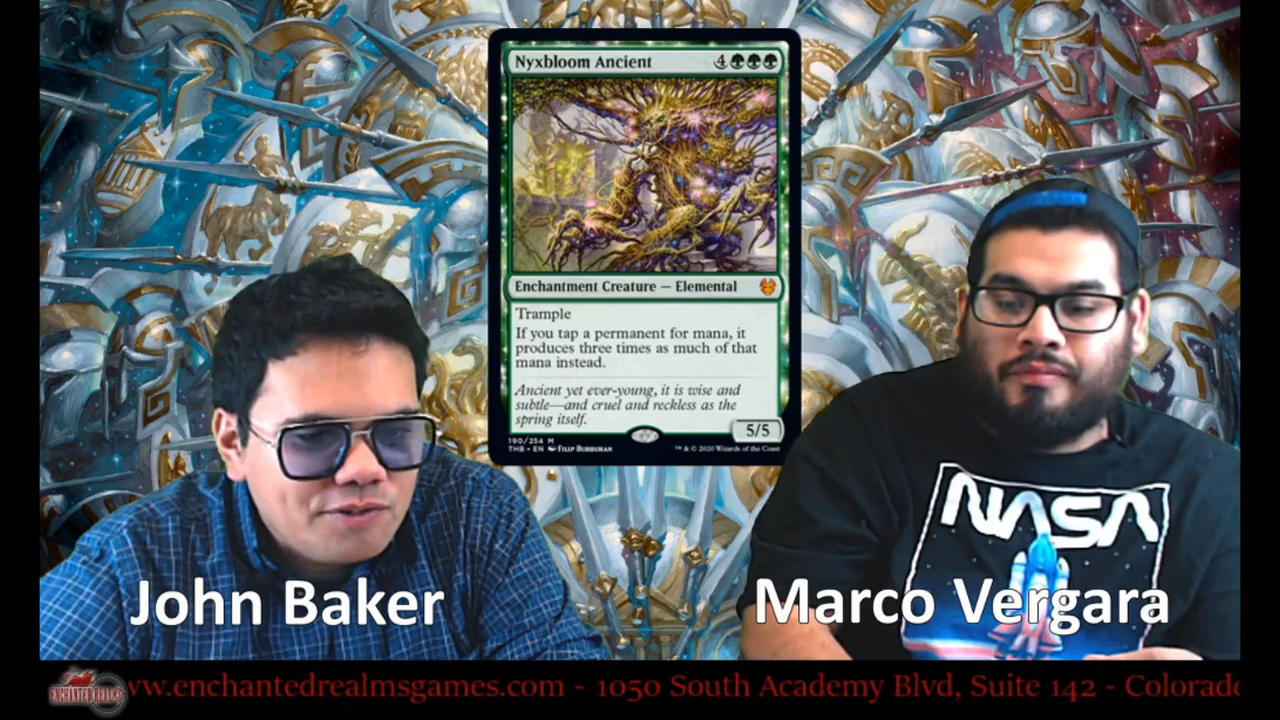 Nyxbloom Ancient 4
Enchantment Creature — Elemental
Trample
If you tap a permanent for mana, it
produces three times as much of that
mana instead.
Ancient yet ever-young, it is wise and
subtle—and cruel and reckless as the
spring itself.
5/5
190/254 M
THB • EN Filip Burburan
™ & © 2020 Wizards of the Coast
NASA
John Baker
Marco Vergara
ENCHANTED REALMS
ww.enchantedrealmsgames.com - 1050 South Academy Blvd, Suite 142 - Colorado